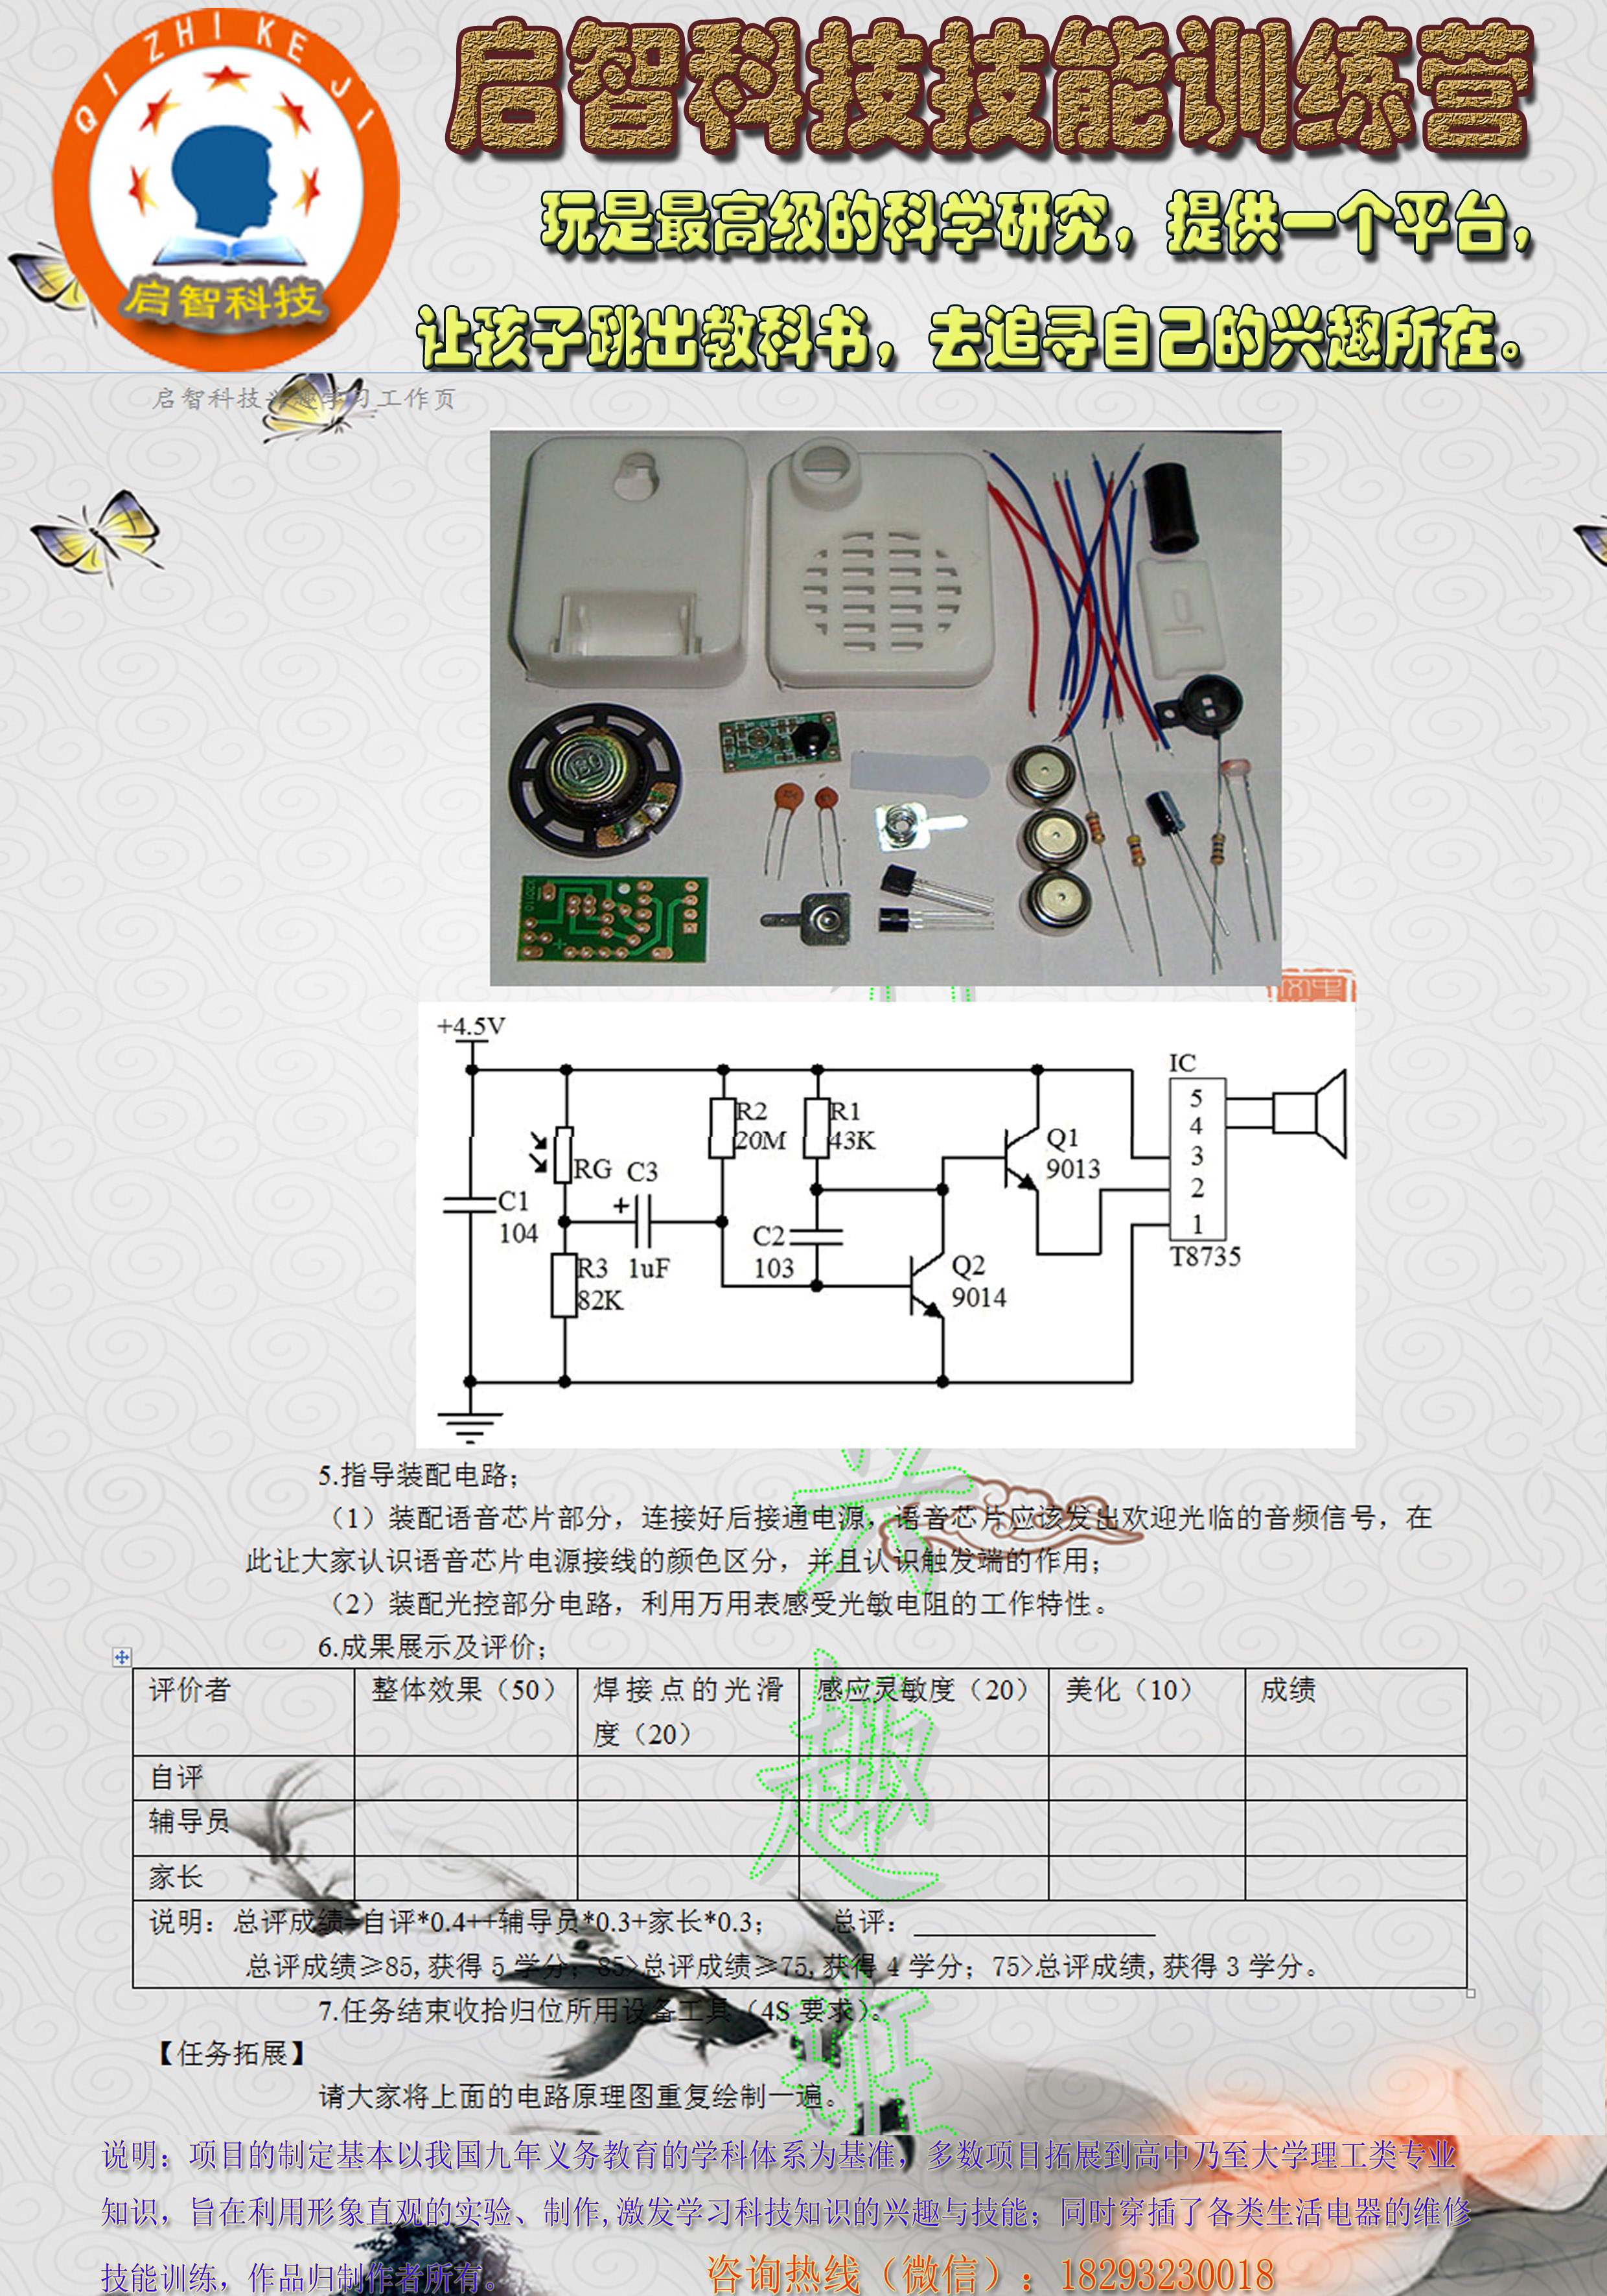 QI ZHI KE JI
启智科技
启智科技技能训练营
玩是最高级的科学研究，提供一个平台，
让孩子跳出教科书，去追寻自己的兴趣所在。
启智科技兴趣学习工作页
+4.5V
IC
5
4
3
2
1
T8735
R2
20M
R1
43K
Q1
9013
RG
C3
1uF
C1
104
C2
103
R3
82K
Q2
9014
5.指导装配电路；
（1）装配语音芯片部分，连接好后接通电源，语音芯片应该发出欢迎光临的音频信号，在
此让大家认识语音芯片电源接线的颜色区分，并且认识触发端的作用；
（2）装配光控部分电路，利用万用表感受光敏电阻的工作特性。
6.成果展示及评价；
评价者 整体效果（50） 焊接点的光滑 感应灵敏度（20） 美化（10） 成绩
度（20）
自评
辅导员
家长
说明：总评成绩=自评*0.4++辅导员*0.3+家长*0.3； 总评：
总评成绩≥85,获得 5 学分；85>总评成绩≥75,获得 4 学分；75>总评成绩,获得 3 学分。
7.任务结束收拾归位所用设备工具（4S 要求）。
【任务拓展】
请大家将上面的电路原理图重复绘制一遍。
兴
趣
班
说明：项目的制定基本以我国九年义务教育的学科体系为基准，多数项目拓展到高中乃至大学理工类专业
知识，旨在利用形象直观的实验、制作,激发学习科技知识的兴趣与技能；同时穿插了各类生活电器的维修
技能训练，作品归制作者所有。
咨询热线（微信）：18293230018